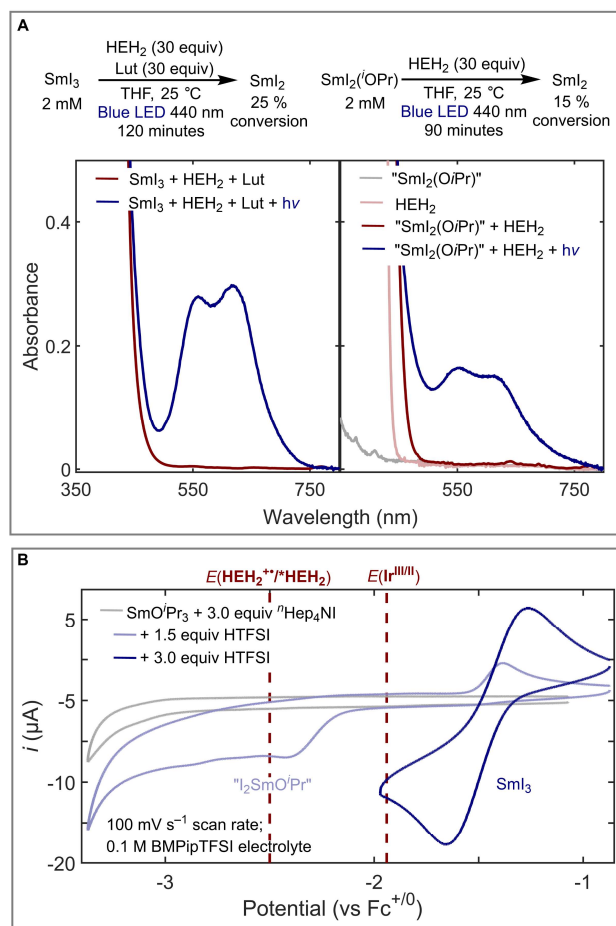 A
HEH₂ (30 equiv)
Lut (30 equiv)
SmI₃
2 mM
THF, 25 °C
Blue LED 440 nm
120 minutes
SmI₂
25 %
conversion
HEH₂ (30 equiv)
SmI₂(ⁱOPr)
2 mM
THF, 25 °C
Blue LED 440 nm
90 minutes
SmI₂
15 %
conversion
SmI₃ + HEH₂ + Lut
SmI₃ + HEH₂ + Lut + hν
"SmI₂(OiPr)"
HEH₂
"SmI₂(OiPr)" + HEH₂
"SmI₂(OiPr)" + HEH₂ + hν
Absorbance
0.4
0.2
0
350
550
750
550
750
Wavelength (nm)
B
E(HEH₂⁺•/*HEH₂)
E(Irᴵᴵᴵ/ᴵᴵ)
SmOⁱPr₃ + 3.0 equiv ⁿHep₄NI
+ 1.5 equiv HTFSI
+ 3.0 equiv HTFSI
"I₂SmOⁱPr"
SmI₃
100 mV s⁻¹ scan rate;
0.1 M BMPipTFSI electrolyte
i (μA)
5
-5
-10
-20
-3
-2
-1
Potential (vs Fc⁺/⁰)